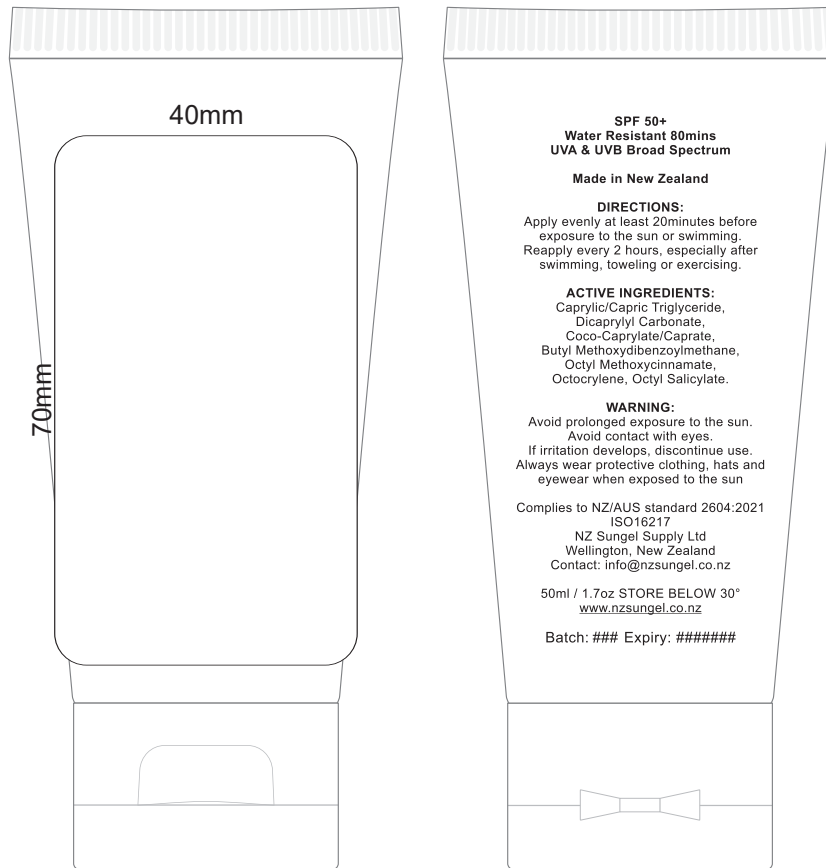 40mm
70mm
SPF 50+
Water Resistant 80mins
UVA & UVB Broad Spectrum
Made in New Zealand
DIRECTIONS:
Apply evenly at least 20minutes before
exposure to the sun or swimming.
Reapply every 2 hours, especially after
swimming, toweling or exercising.
ACTIVE INGREDIENTS:
Caprylic/Capric Triglyceride,
Dicaprylyl Carbonate,
Coco-Caprylate/Caprate,
Butyl Methoxydibenzoylmethane,
Octyl Methoxycinnamate,
Octocrylene, Octyl Salicylate.
WARNING:
Avoid prolonged exposure to the sun.
Avoid contact with eyes.
If irritation develops, discontinue use.
Always wear protective clothing, hats and
eyewear when exposed to the sun
Complies to NZ/AUS standard 2604:2021
ISO16217
NZ Sungel Supply Ltd
Wellington, New Zealand
Contact: info@nzsungel.co.nz
50ml / 1.7oz STORE BELOW 30°
www.nzsungel.co.nz
Batch: ### Expiry: #######